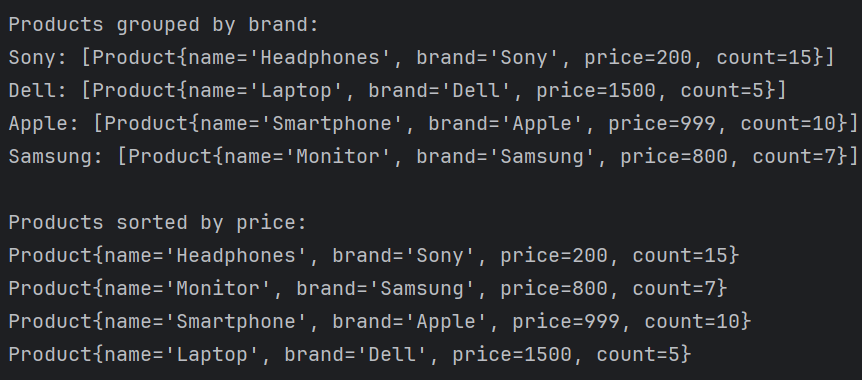 Products grouped by brand:
Sony: [Product{name='Headphones', brand='Sony', price=200, count=15}]
Dell: [Product{name='Laptop', brand='Dell', price=1500, count=5}]
Apple: [Product{name='Smartphone', brand='Apple', price=999, count=10}]
Samsung: [Product{name='Monitor', brand='Samsung', price=800, count=7}]
Products sorted by price:
Product{name='Headphones', brand='Sony', price=200, count=15}
Product{name='Monitor', brand='Samsung', price=800, count=7}
Product{name='Smartphone', brand='Apple', price=999, count=10}
Product{name='Laptop', brand='Dell', price=1500, count=5}